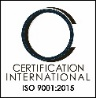 CERTIFICATION
INTERNATIONAL
ISO 9001:2015